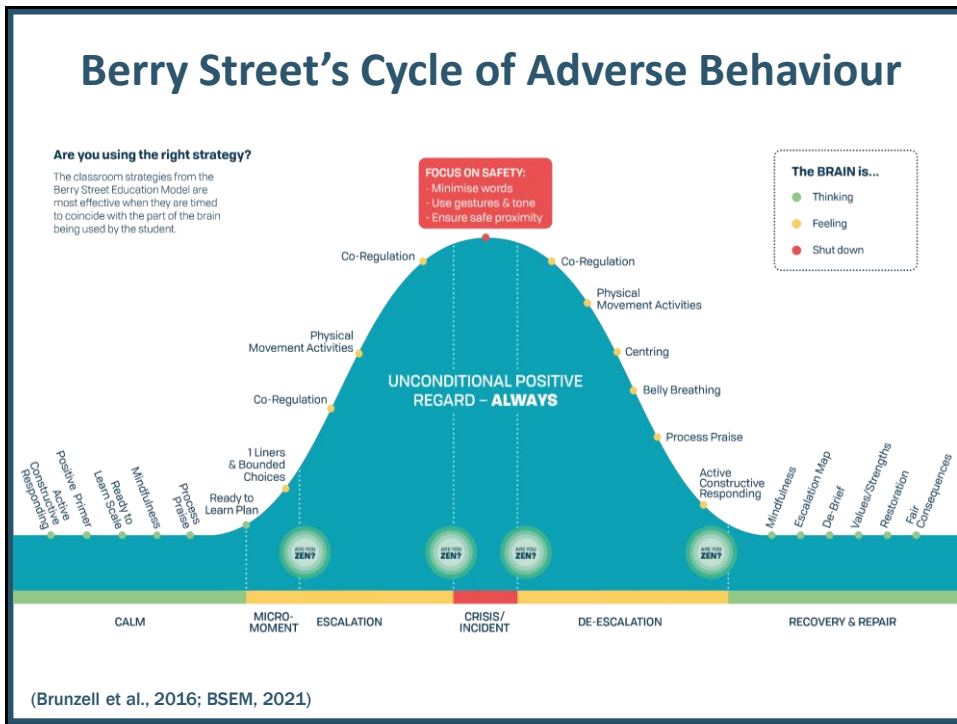 Berry Street's Cycle of Adverse Behaviour
Are you using the right strategy?
The classroom strategies from the
Berry Street Education Model are
most effective when they are timed
to coincide with the part of the brain
being used by the student.
FOCUS ON SAFETY:
- Minimise words
- Use gestures & tone
- Ensure safe proximity
The BRAIN is...
Thinking
Feeling
Shut down
Active
Constructive
Responding
Positive Primer
Ready to
Learn Scale
Mindfulness
Process
Praise
Ready to
Learn Plan
1 Liners
& Bounded
Choices
Co-Regulation
Physical
Movement Activities
Co-Regulation
UNCONDITIONAL POSITIVE
REGARD – ALWAYS
Co-Regulation
Physical
Movement Activities
Centring
Belly Breathing
Process Praise
Active
Constructive
Responding
Mindfulness
Escalation Map
De-Brief
Values/Strengths
Restoration
Fair
Consequences
ARE YOU
ZEN?
ARE YOU
ZEN?
ARE YOU
ZEN?
ARE YOU
ZEN?
CALM
MICRO-
MOMENT
ESCALATION
CRISIS/
INCIDENT
DE-ESCALATION
RECOVERY & REPAIR
(Brunzell et al., 2016; BSEM, 2021)